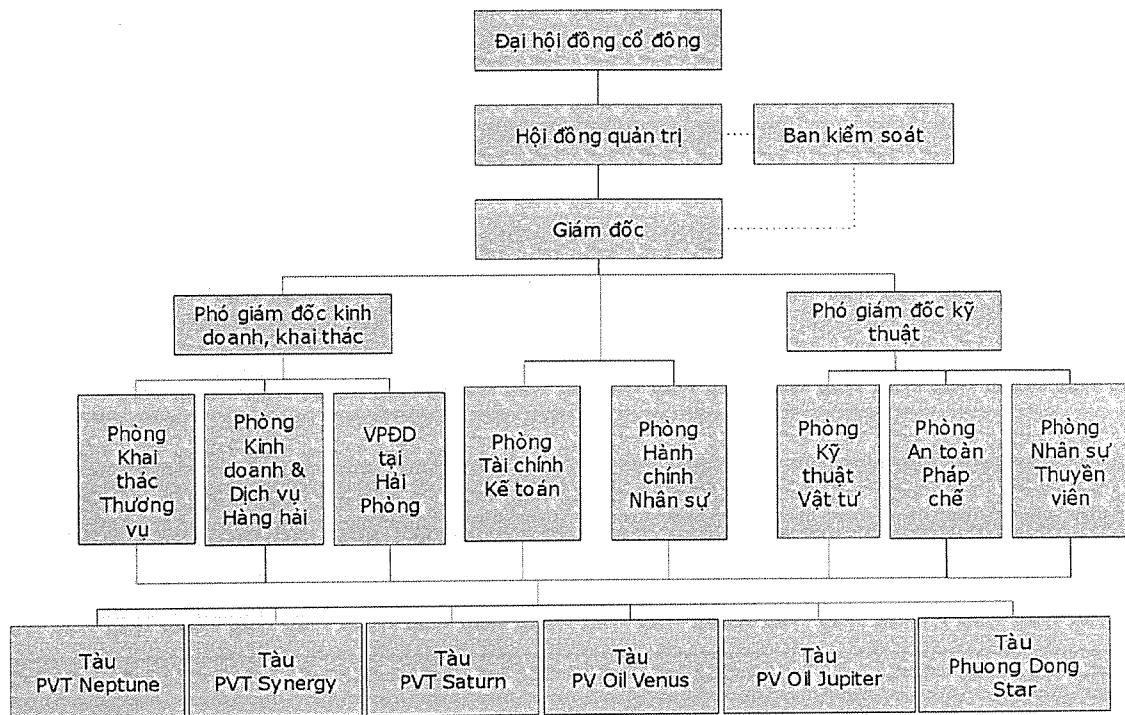 Đại hội đồng cổ đông
Hội đồng quản trị
Ban kiểm soát
Giám đốc
Phó giám đốc kinh
doanh, khai thác
Phó giám đốc kỹ
thuật
Phòng
Khai
thác
Thương
vụ
Phòng
Kinh
doanh &
Dịch vụ
Hàng hải
VPĐD
tại
Hải
Phòng
Phòng
Tài chính
Kế toán
Phòng
Hành
chính
Nhân sự
Phòng
Kỹ
thuật
Vật tư
Phòng
An toàn
Pháp
chế
Phòng
Nhân sự
Thuyền
viên
Tàu
PVT Neptune
Tàu
PVT Synergy
Tàu
PVT Saturn
Tàu
PV Oil Venus
Tàu
PV Oil Jupiter
Tàu
Phuong Dong
Star